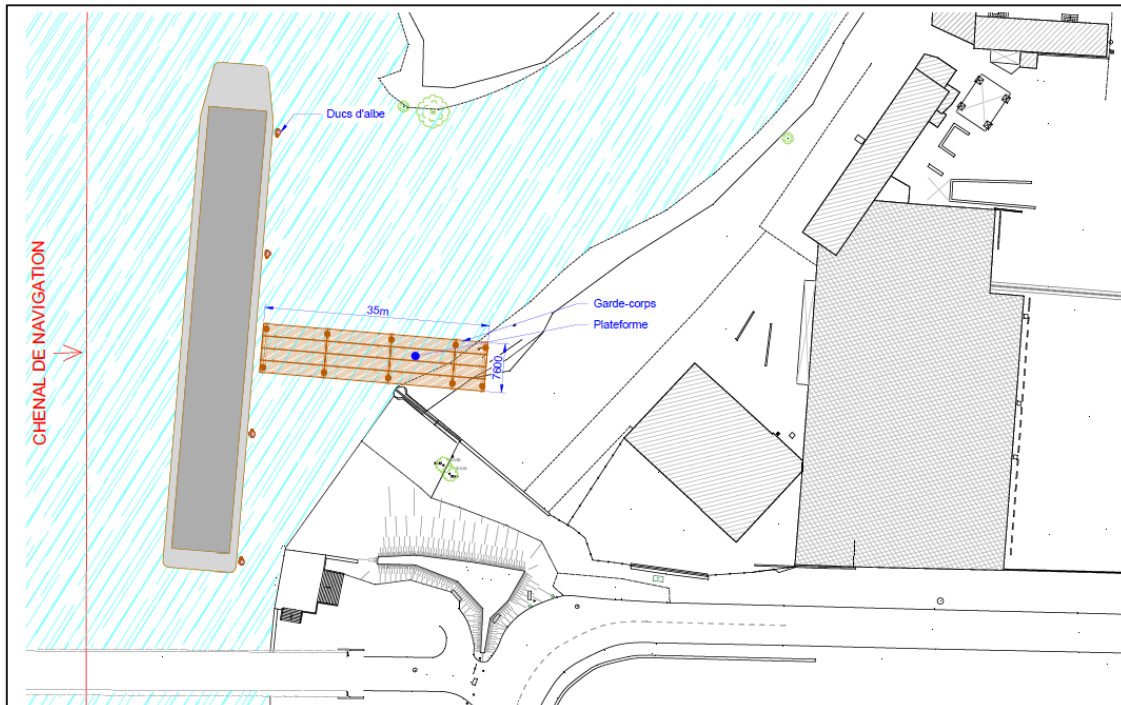 Ducs d'albe
CHENAL DE NAVIGATION
35m
Garde-corps
Plateforme
7600